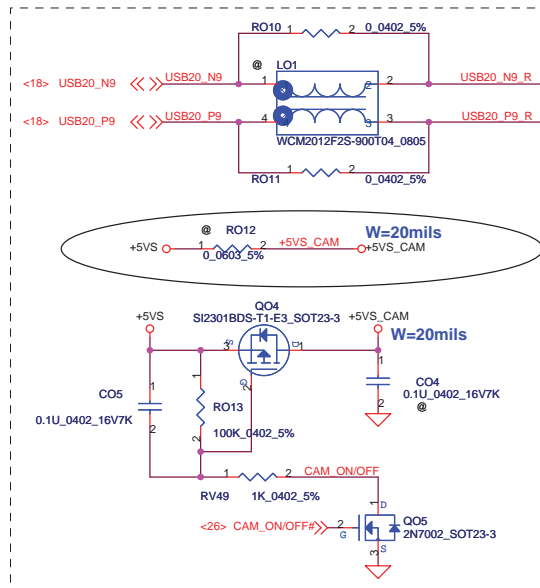 RO10 1 2 0_0402_5%
@ LO1
<18> USB20_N9 USB20_N9 1 2 2 USB20_N9_R
<18> USB20_P9 USB20_P9 4 3 3 USB20_P9_R
WCM2012F2S-900T04_0805
1 2
RO11 0_0402_5%
@ RO12 W=20mils
+5VS 1 2 +5VS_CAM +5VS_CAM
0_0603_5%
QO4
+5VS SI2301BDS-T1-E3_SOT23-3 +5VS_CAM
W=20mils
3 S D 1
G 2
1 1 1
CO5 CO4
0.1U_0402_16V7K RO13 0.1U_0402_16V7K
2 2 100K_0402_5% 2 @
1 2 CAM_ON/OFF
RV49 1K_0402_5%
1 D
QO5
<26> CAM_ON/OFF# 2 G 2N7002_SOT23-3
3 S